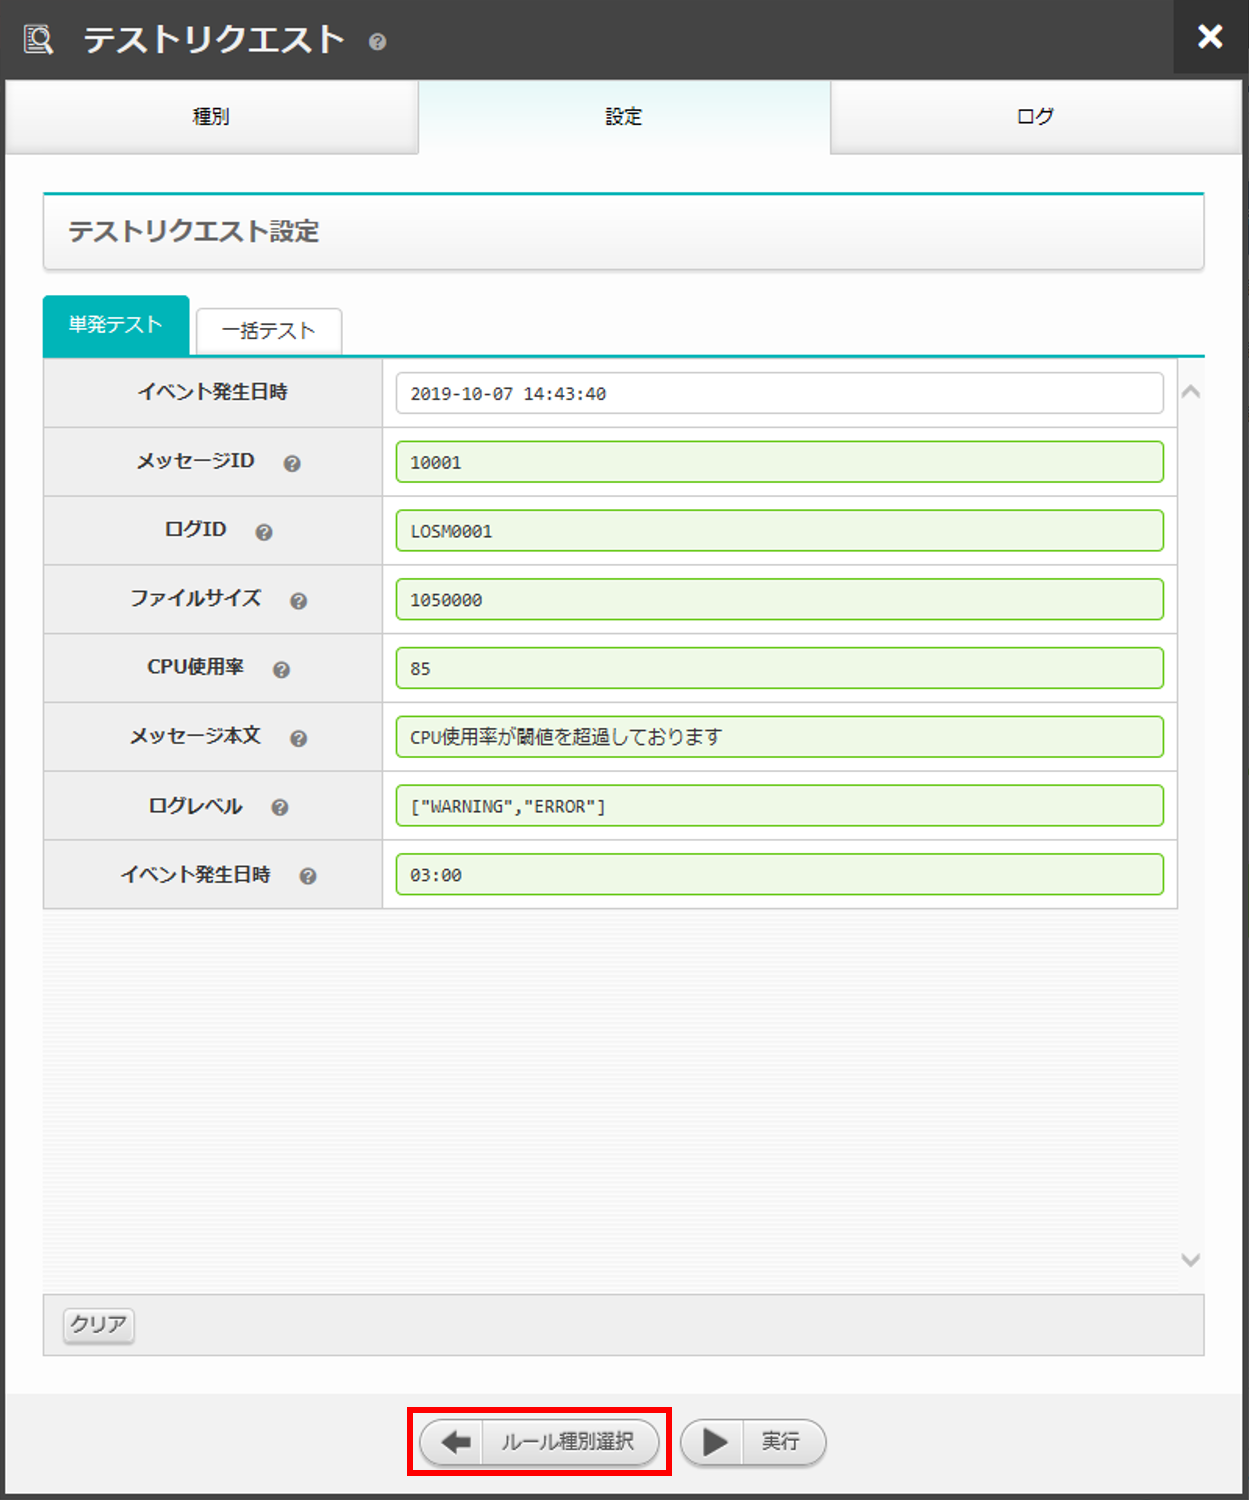 テストリクエスト
種別 設定 ログ
テストリクエスト設定
単発テスト 一括テスト
イベント発生日時 2019-10-07 14:43:40
メッセージID 10001
ログID LOSM0001
ファイルサイズ 1050000
CPU使用率 85
メッセージ本文 CPU使用率が閾値を超過しております
ログレベル ["WARNING","ERROR"]
イベント発生日時 03:00
クリア
ルール種別選択 実行